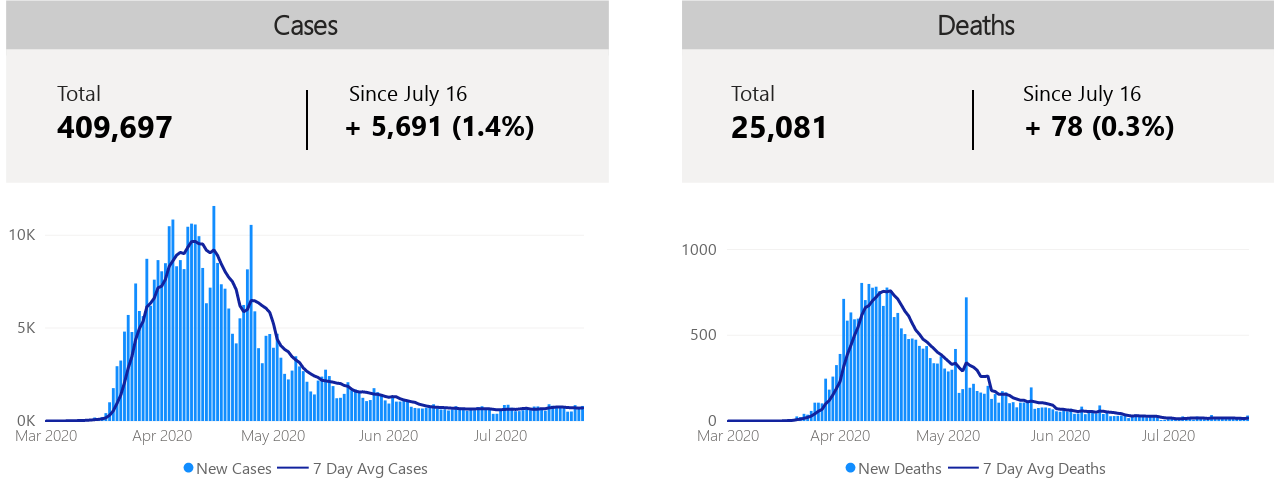 Cases
Total
409,697
Since July 16
+ 5,691 (1.4%)
10K
5K
0K
Mar 2020 Apr 2020 May 2020 Jun 2020 Jul 2020
New Cases 7 Day Avg Cases
Deaths
Total
25,081
Since July 16
+ 78 (0.3%)
1000
500
0
Mar 2020 Apr 2020 May 2020 Jun 2020 Jul 2020
New Deaths 7 Day Avg Deaths